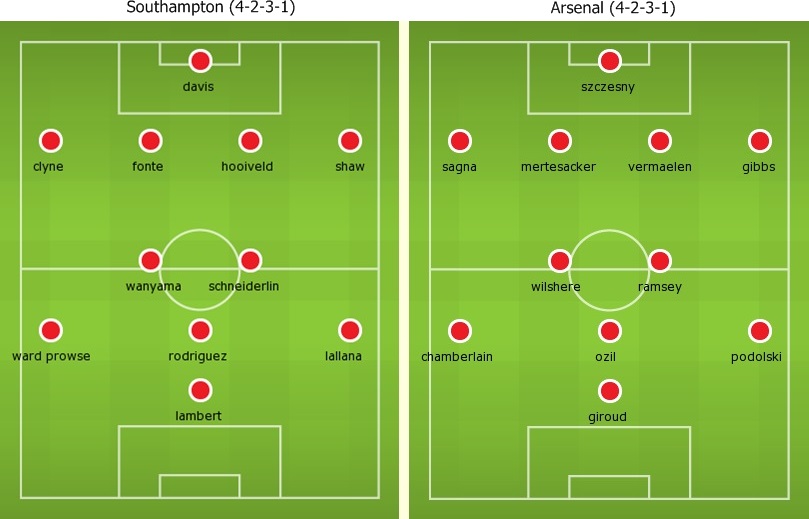 Southampton (4-2-3-1)
davis
clyne fonte hooiveld shaw
wanyama schneiderlin
ward prowse rodriguez lallana
lambert
Arsenal (4-2-3-1)
szczesny
sagna mertesacker vermaelen gibbs
wilshere ramsey
chamberlain ozil podolski
giroud